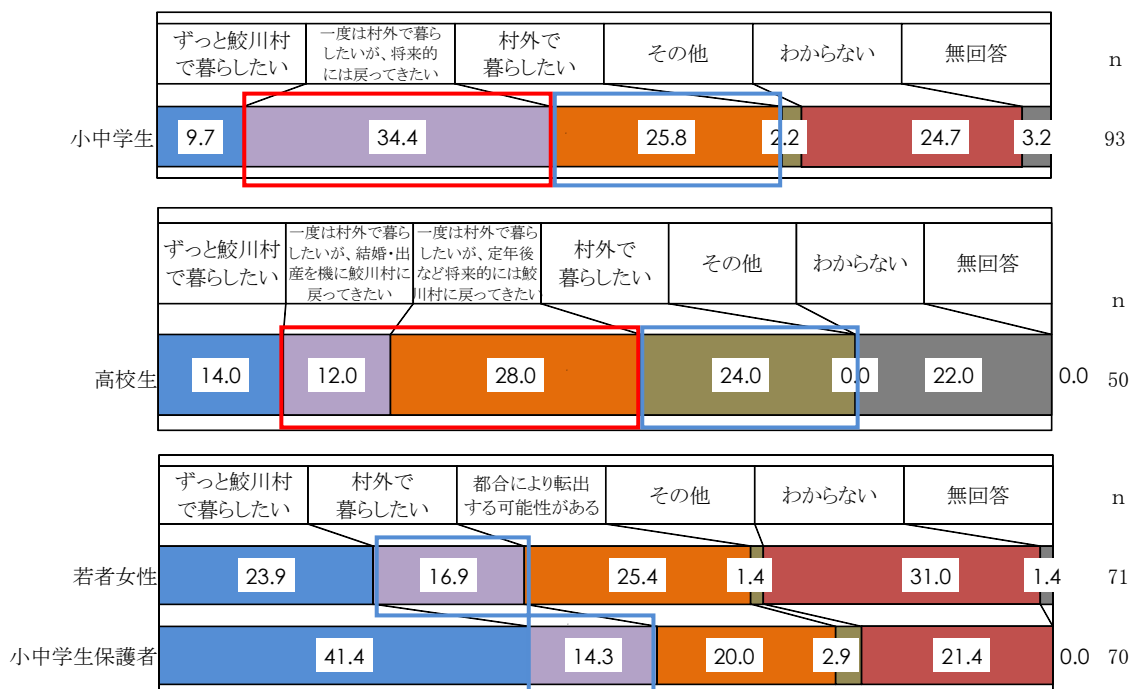 ずっと鮫川村
で暮らしたい
一度は村外で暮ら
したいが、将来的
には戻ってきたい
村外で
暮らしたい
その他
わからない
無回答
n
小中学生
9.7
34.4
25.8
2.2
24.7
3.2
93
ずっと鮫川村
で暮らしたい
一度は村外で暮ら
したいが、結婚・出
産を機に鮫川村に
戻ってきたい
一度は村外で暮ら
したいが、定年後
など将来的には鮫
川村に戻ってきたい
村外で
暮らしたい
その他
わからない
無回答
n
高校生
14.0
12.0
28.0
24.0
0.0
22.0
0.0
50
ずっと鮫川村
で暮らしたい
村外で
暮らしたい
都合により転出
する可能性がある
その他
わからない
無回答
n
若者女性
23.9
16.9
25.4
1.4
31.0
1.4
71
小中学生保護者
41.4
14.3
20.0
2.9
21.4
0.0
70